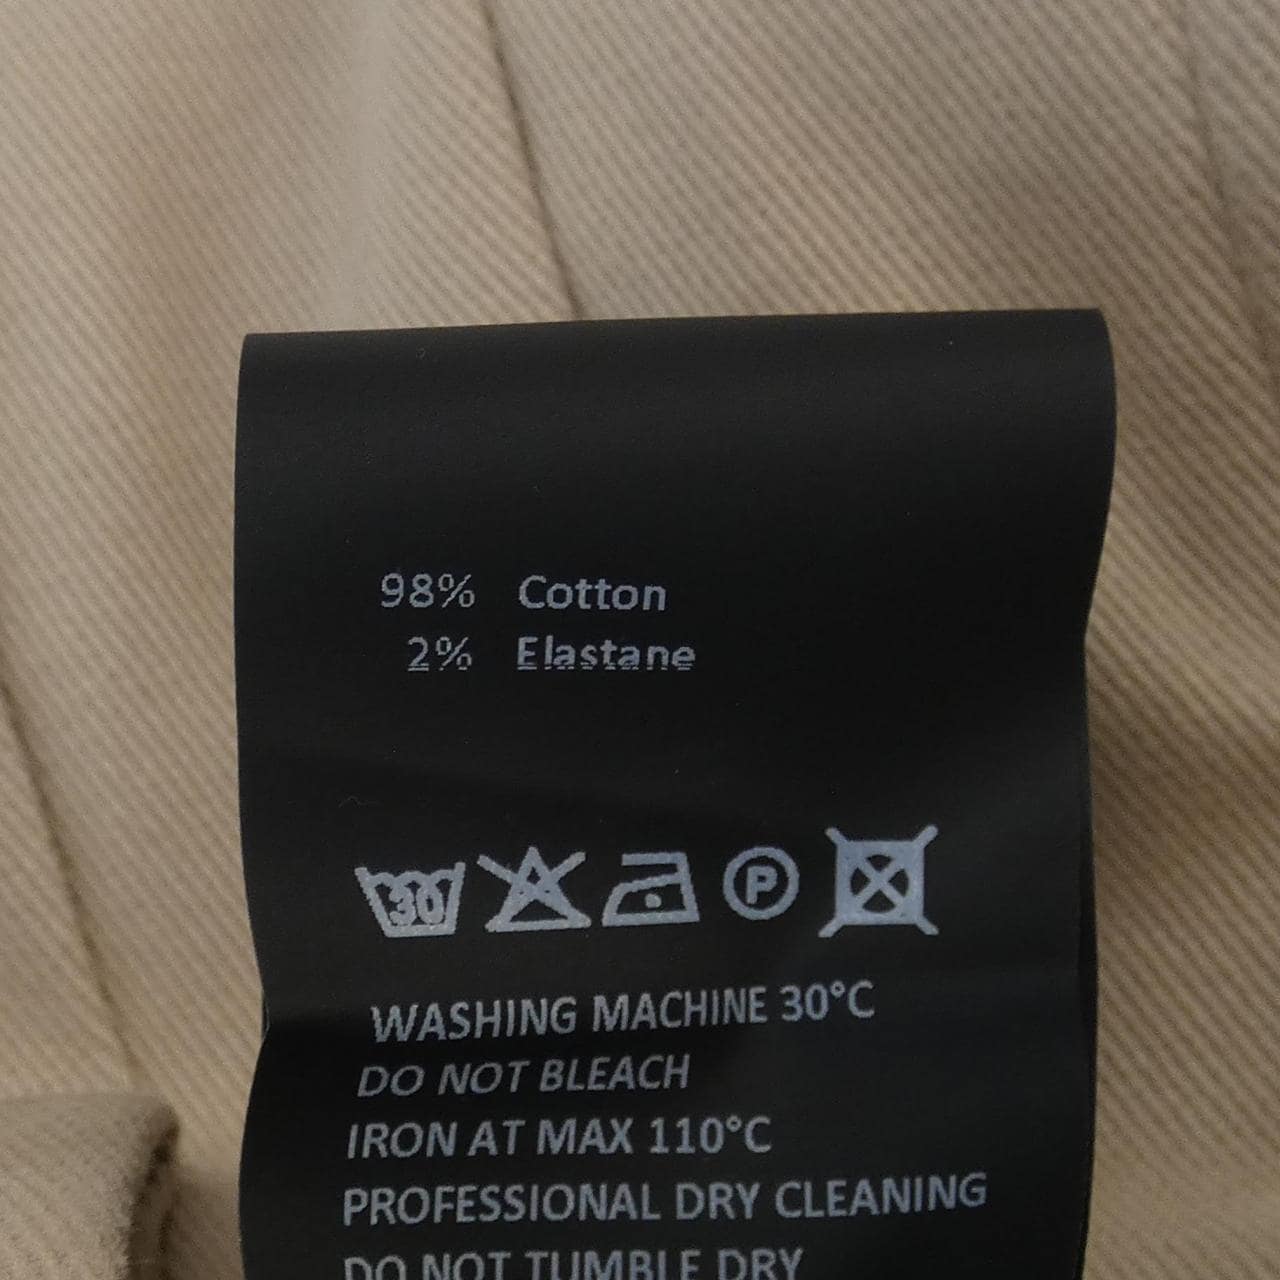 98% Cotton
2% Elastane
30 P
WASHING MACHINE 30°C
DO NOT BLEACH
IRON AT MAX 110°C
PROFESSIONAL DRY CLEANING
DO NOT TUMBLE DRY